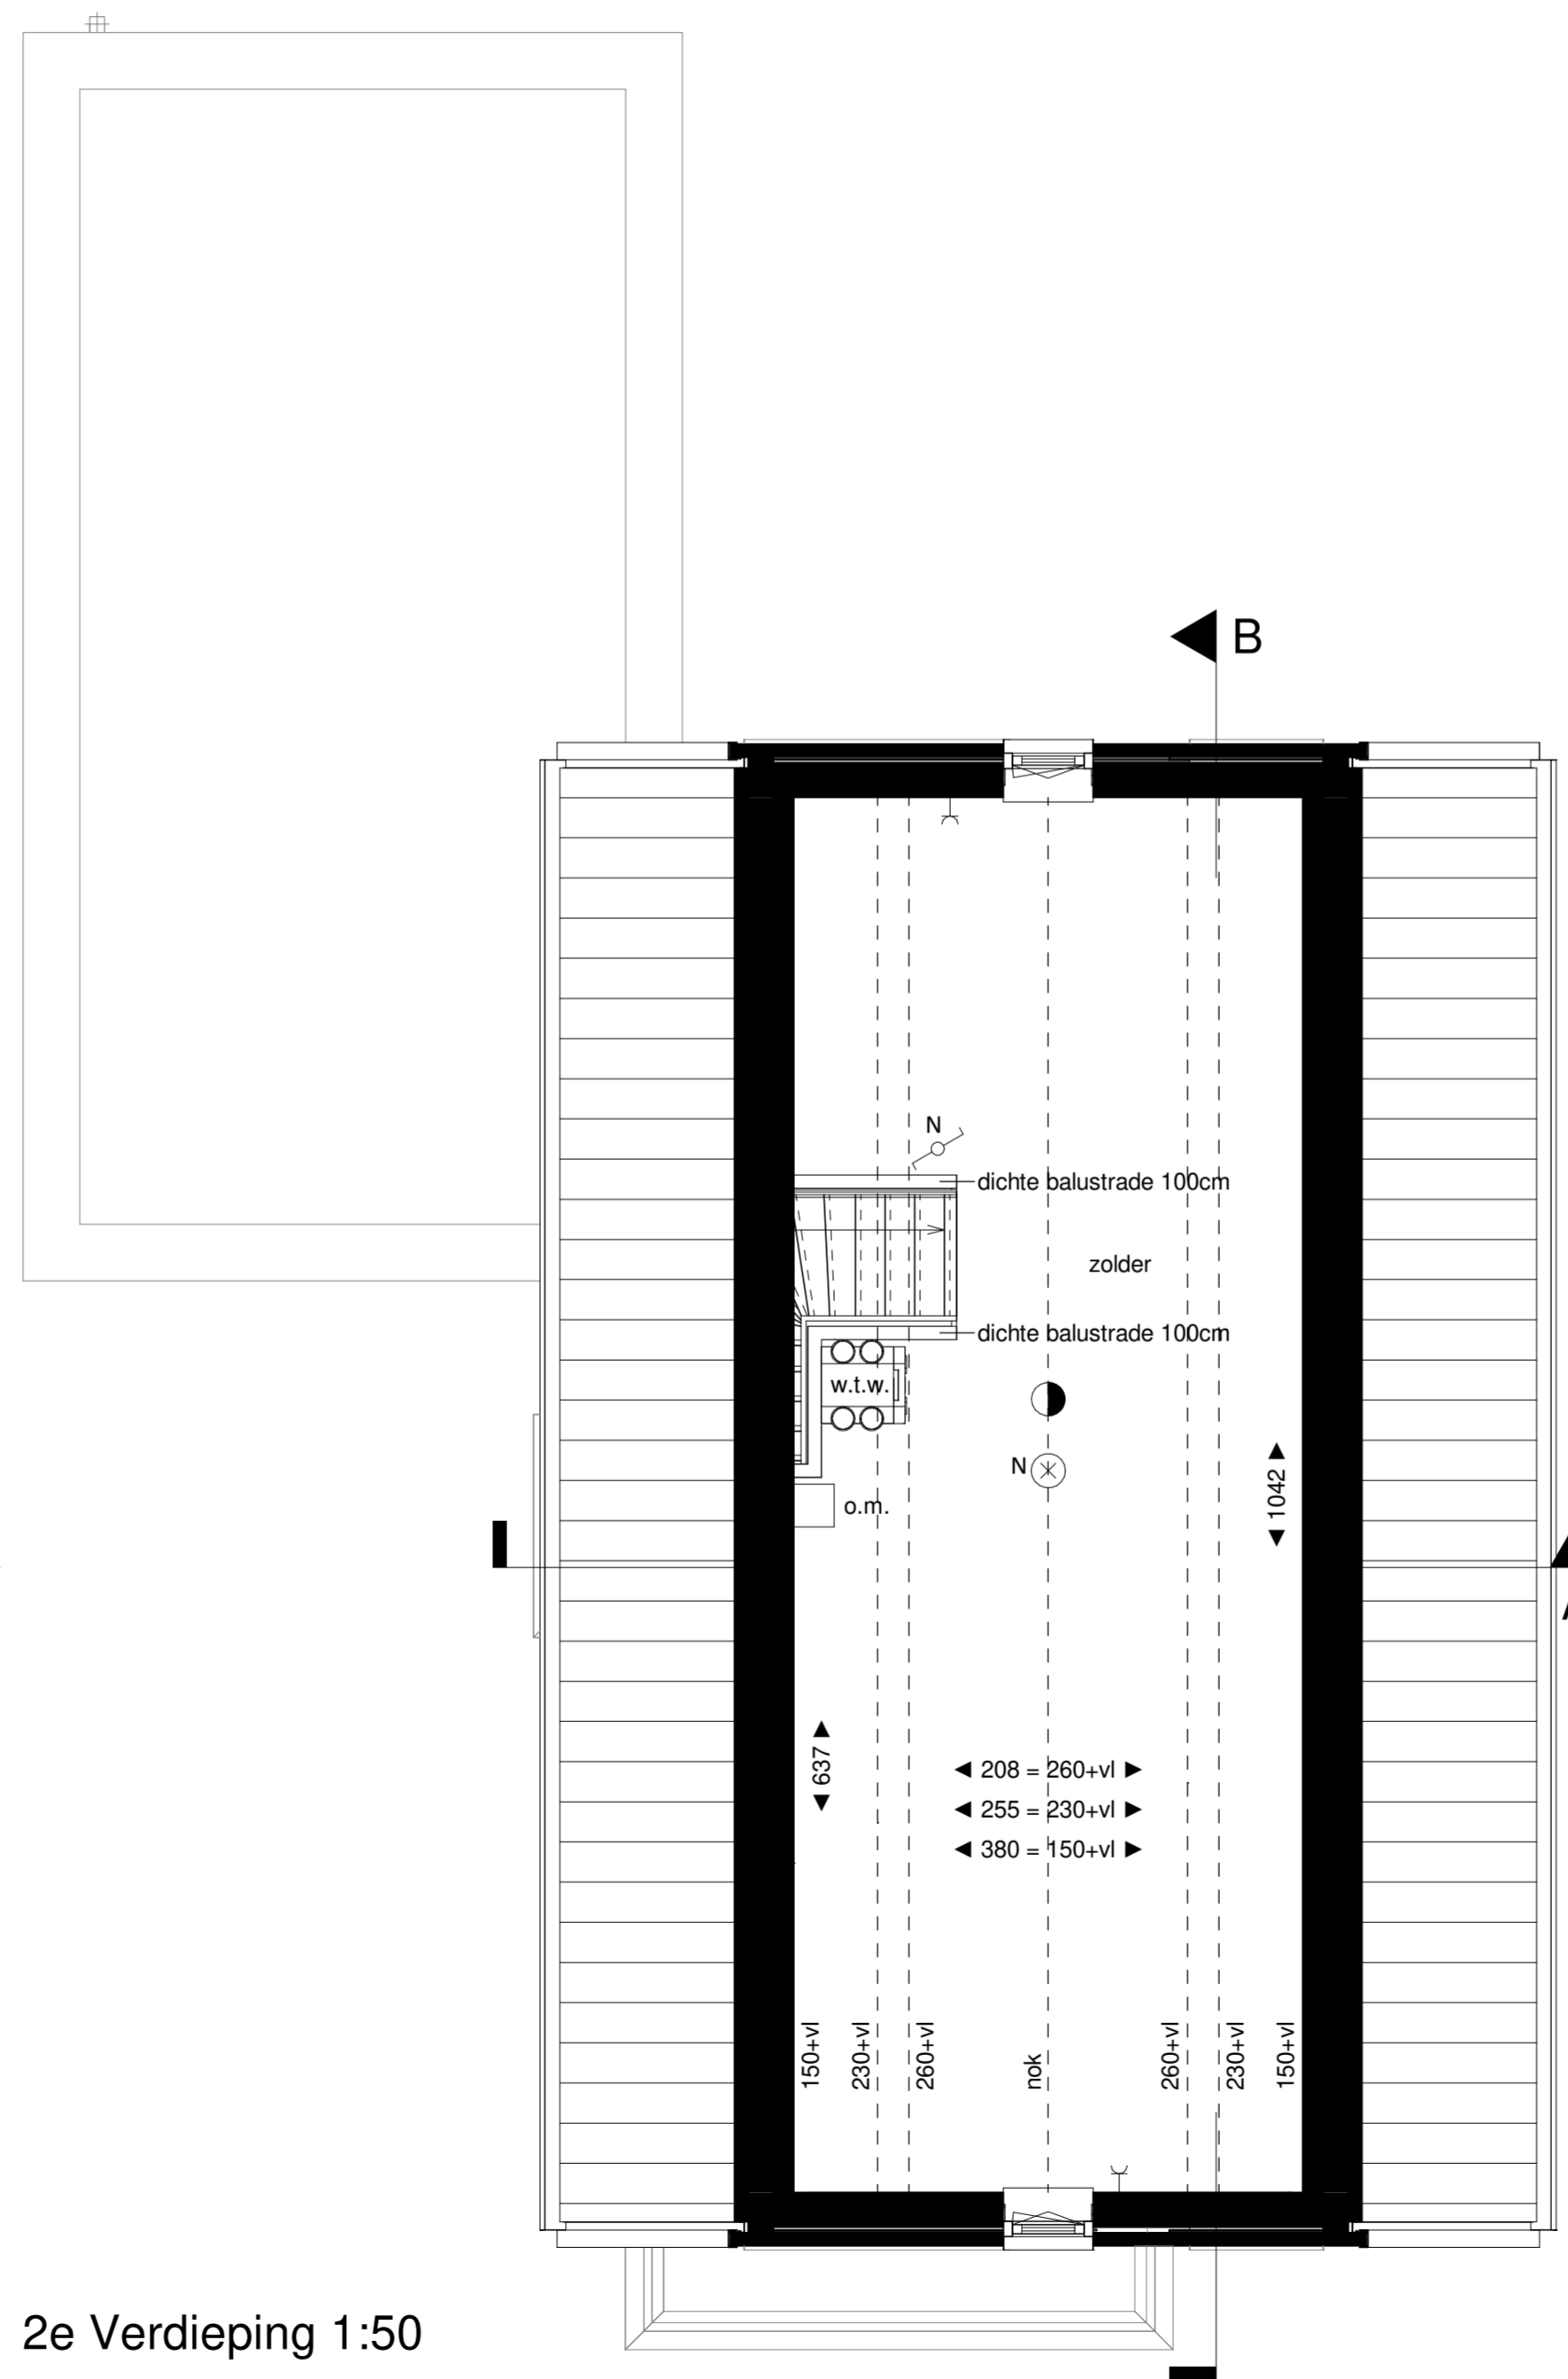 B
N
dichte balustrade 100cm
zolder
dichte balustrade 100cm
w.t.w.
N
1042
o.m.
637
208 = 260+vl
255 = 230+vl
380 = 150+vl
150+vl
230+vl
260+vl
nok
260+vl
230+vl
150+vl
2e Verdieping 1:50